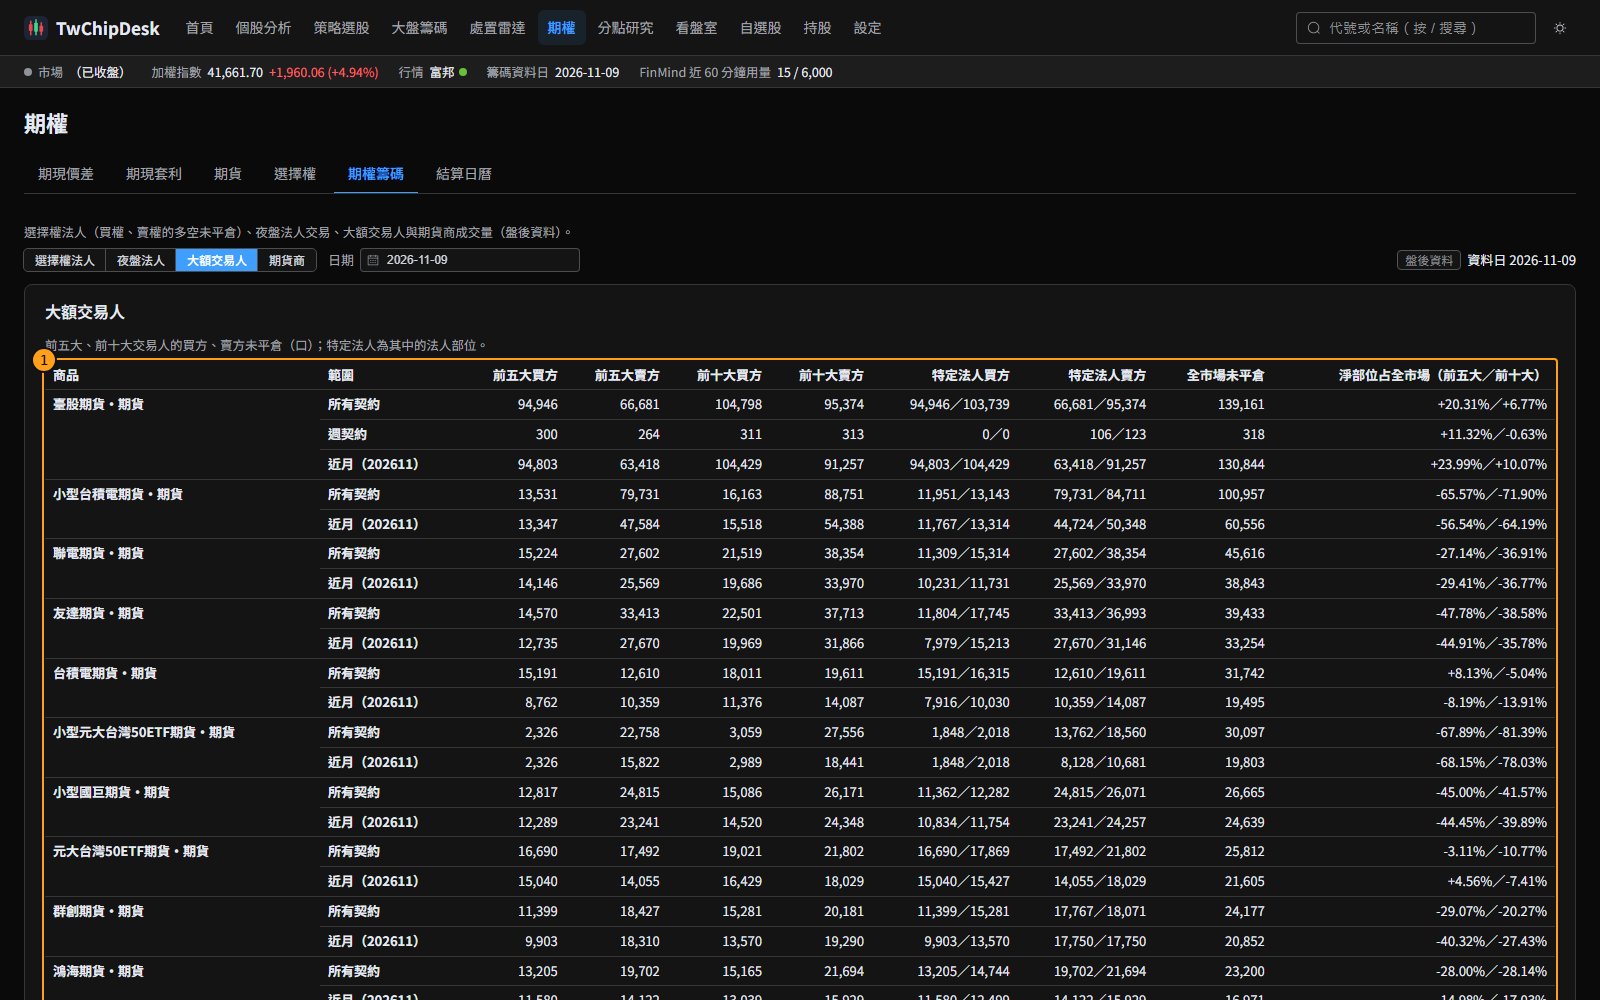 TwChipDesk 首頁 個股分析 策略選股 大盤籌碼 處置雷達 期權 分點研究 看盤室 自選股 持股 設定 代號或名稱（按 / 搜尋）
市場 （已收盤） 加權指數 41,661.70 +1,960.06 (+4.94%) 行情 富邦 籌碼資料日 2026-11-09 FinMind 近 60 分鐘用量 15 / 6,000
期權
期現價差 期現套利 期貨 選擇權 期權籌碼 結算日曆
選擇權法人（買權、賣權的多空未平倉）、夜盤法人交易、大額交易人與期貨商成交量（盤後資料）。
選擇權法人 夜盤法人 大額交易人 期貨商 日期 2026-11-09 盤後資料 資料日 2026-11-09
大額交易人
前五大、前十大交易人的買方、賣方未平倉（口）；特定法人為其中的法人部位。
1
商品 範圍 前五大買方 前五大賣方 前十大買方 前十大賣方 特定法人買方 特定法人賣方 全市場未平倉 淨部位占全市場（前五大／前十大）
臺股期貨・期貨 所有契約 94,946 66,681 104,798 95,374 94,946／103,739 66,681／95,374 139,161 +20.31%／+6.77%
週契約 300 264 311 313 0／0 106／123 318 +11.32%／-0.63%
近月（202611） 94,803 63,418 104,429 91,257 94,803／104,429 63,418／91,257 130,844 +23.99%／+10.07%
小型台積電期貨・期貨 所有契約 13,531 79,731 16,163 88,751 11,951／13,143 79,731／84,711 100,957 -65.57%／-71.90%
近月（202611） 13,347 47,584 15,518 54,388 11,767／13,314 44,724／50,348 60,556 -56.54%／-64.19%
聯電期貨・期貨 所有契約 15,224 27,602 21,519 38,354 11,309／15,314 27,602／38,354 45,616 -27.14%／-36.91%
近月（202611） 14,146 25,569 19,686 33,970 10,231／11,731 25,569／33,970 38,843 -29.41%／-36.77%
友達期貨・期貨 所有契約 14,570 33,413 22,501 37,713 11,804／17,745 33,413／36,993 39,433 -47.78%／-38.58%
近月（202611） 12,735 27,670 19,969 31,866 7,979／15,213 27,670／31,146 33,254 -44.91%／-35.78%
台積電期貨・期貨 所有契約 15,191 12,610 18,011 19,611 15,191／16,315 12,610／19,611 31,742 +8.13%／-5.04%
近月（202611） 8,762 10,359 11,376 14,087 7,916／10,030 10,359／14,087 19,495 -8.19%／-13.91%
小型元大台灣50ETF期貨・期貨 所有契約 2,326 22,758 3,059 27,556 1,848／2,018 13,762／18,560 30,097 -67.89%／-81.39%
近月（202611） 2,326 15,822 2,989 18,441 1,848／2,018 8,128／10,681 19,803 -68.15%／-78.03%
小型國巨期貨・期貨 所有契約 12,817 24,815 15,086 26,171 11,362／12,282 24,815／26,071 26,665 -45.00%／-41.57%
近月（202611） 12,289 23,241 14,520 24,348 10,834／11,754 23,241／24,257 24,639 -44.45%／-39.89%
元大台灣50ETF期貨・期貨 所有契約 16,690 17,492 19,021 21,802 16,690／17,869 17,492／21,802 25,812 -3.11%／-10.77%
近月（202611） 15,040 14,055 16,429 18,029 15,040／15,427 14,055／18,029 21,605 +4.56%／-7.41%
群創期貨・期貨 所有契約 11,399 18,427 15,281 20,181 11,399／15,281 17,767／18,071 24,177 -29.07%／-20.27%
近月（202611） 9,903 18,310 13,570 19,290 9,903／13,570 17,750／17,750 20,852 -40.32%／-27.43%
鴻海期貨・期貨 所有契約 13,205 19,702 15,165 21,694 13,205／14,744 19,702／21,694 23,200 -28.00%／-28.14%
近月（202611）